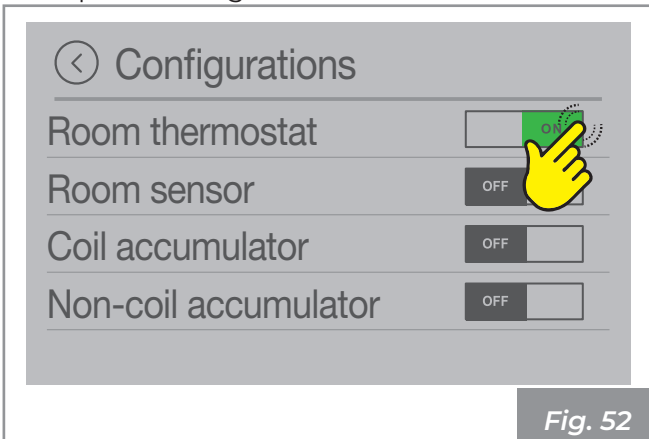 Configurations
Room thermostat ON
Room sensor OFF
Coil accumulator OFF
Non-coil accumulator OFF
Fig. 52